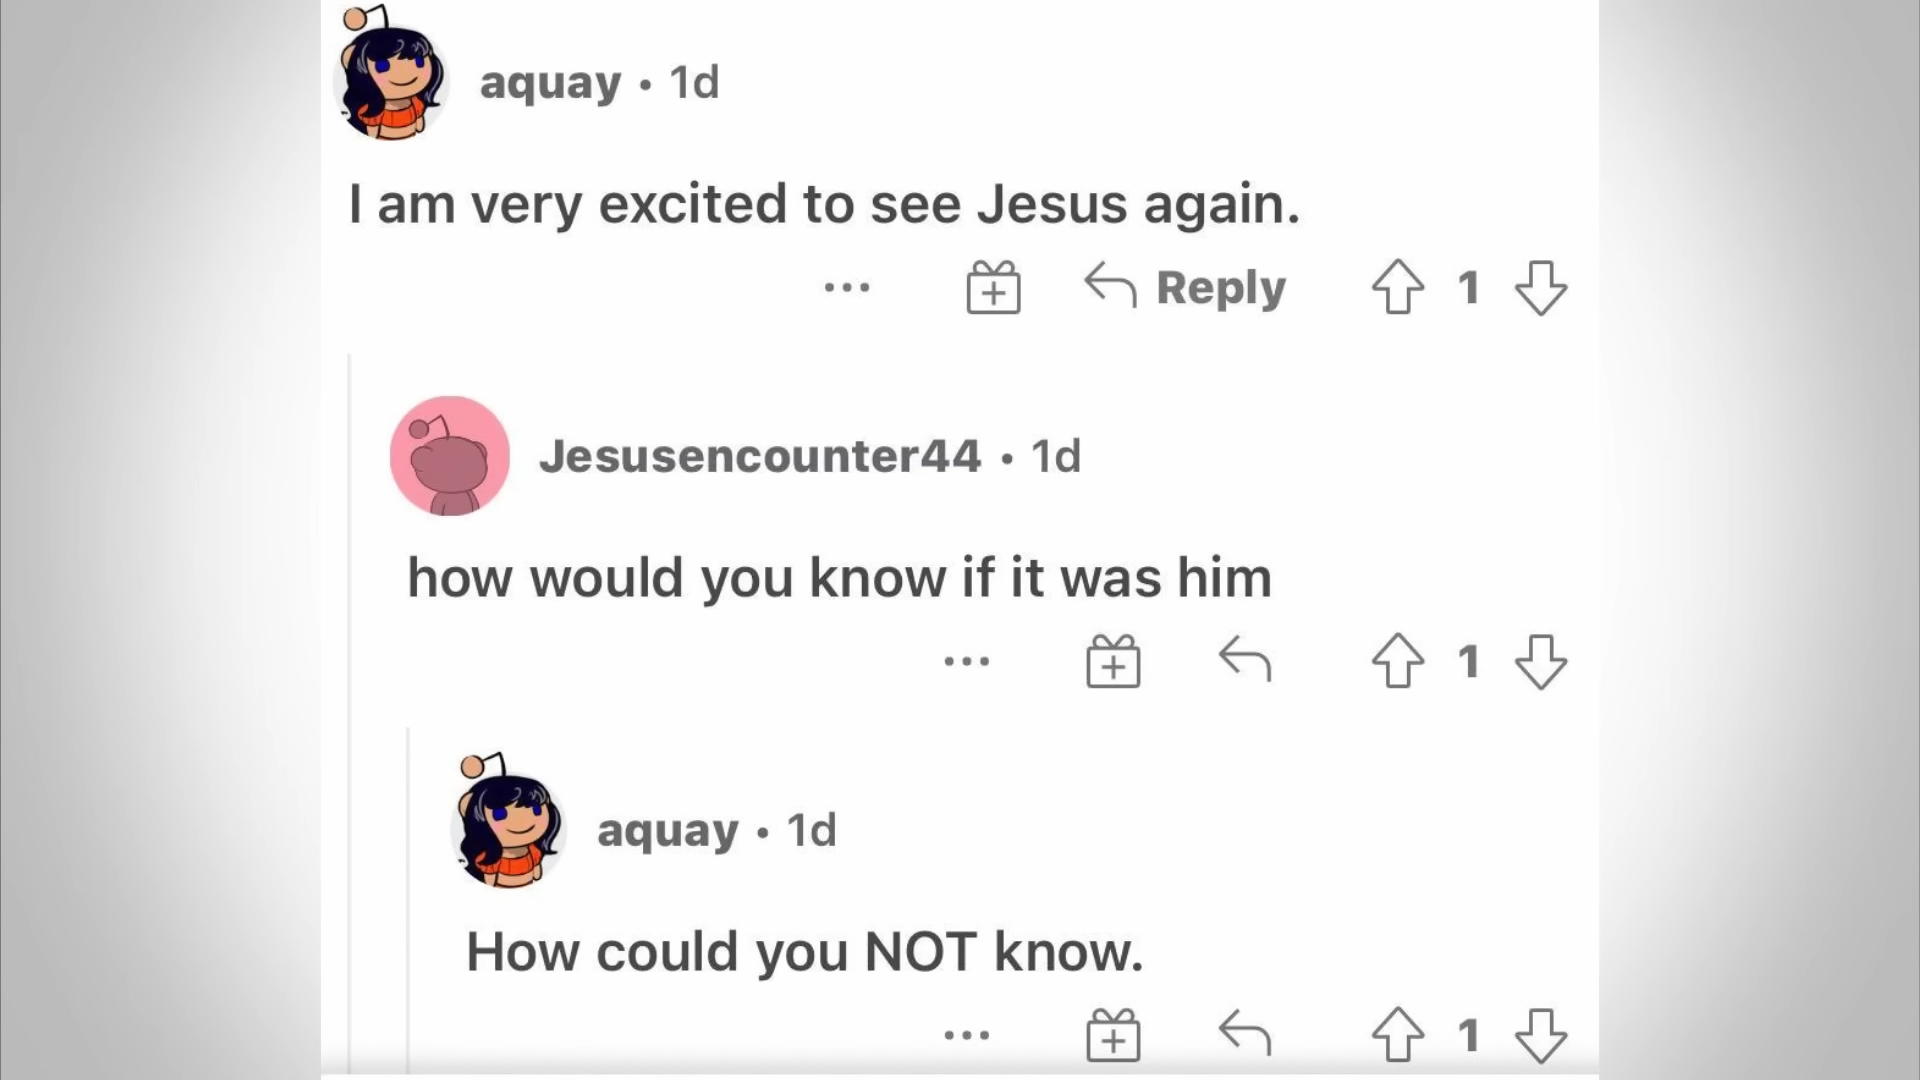 aquay • 1d
I am very excited to see Jesus again.
... Reply 1
Jesusencounter44 • 1d
how would you know if it was him
... 1
aquay • 1d
How could you NOT know.
... 1